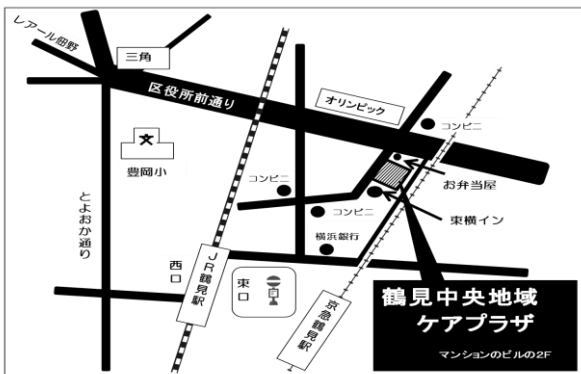 レアール佃野
三角
区役所前通り
オリンピック
コンビニ
文
豊岡小
お弁当屋
コンビニ
東横イン
コンビニ
横浜銀行
とよおか通り
西口
JR鶴見駅
東口
京急鶴見駅
鶴見中央地域
ケアプラザ
マンションのビルの2F